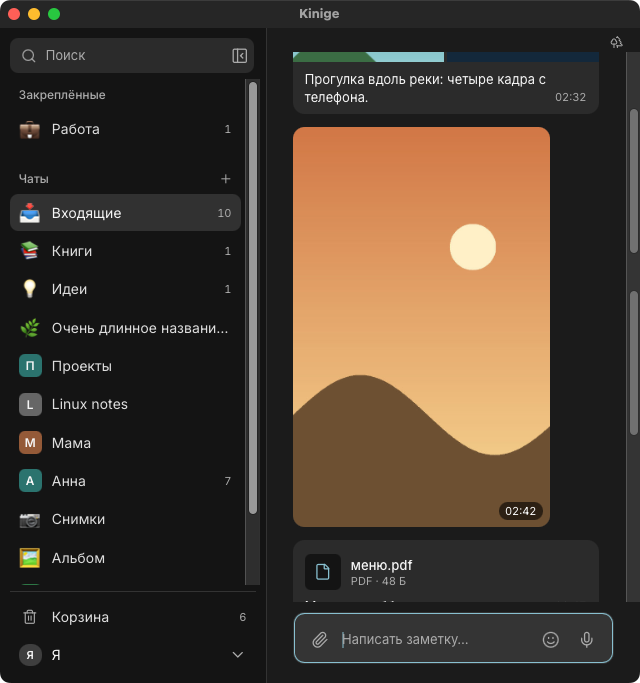 Kinige
Поиск
Закреплённые
Работа 1
Чаты
Входящие 10
Книги 1
Идеи 1
Очень длинное названи...
П Проекты
L Linux notes
М Мама
А Анна 7
Снимки
Альбом
Корзина 6
Я Я
Прогулка вдоль реки: четыре кадра с
телефона. 02:32
02:42
меню.pdf
PDF · 48 Б
Написать заметку...